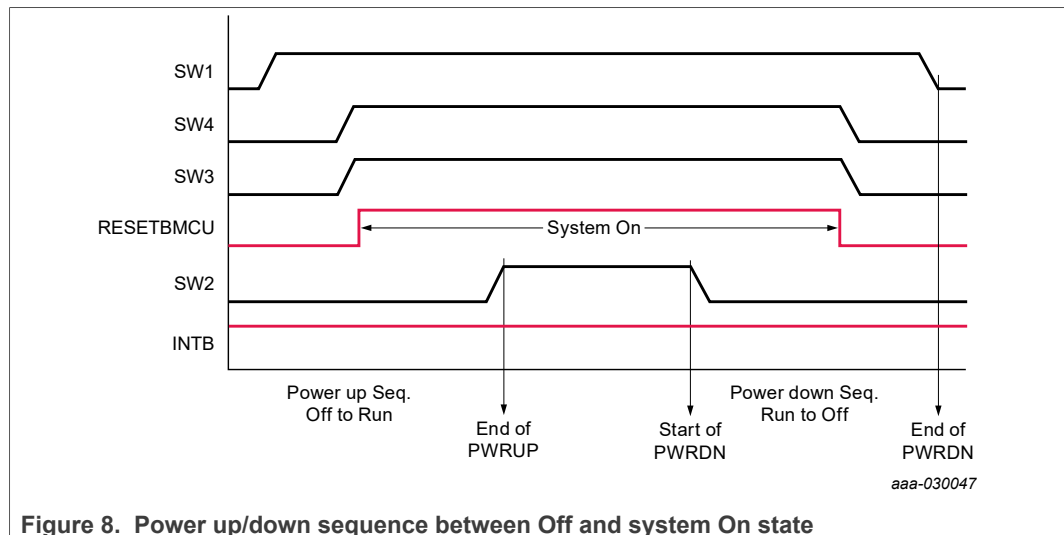 SW1
SW4
SW3
RESETBMCU
System On
SW2
INTB
Power up Seq.
Off to Run
End of
PWRUP
Start of
PWRDN
Power down Seq.
Run to Off
End of
PWRDN
aaa-030047
Figure 8. Power up/down sequence between Off and system On state